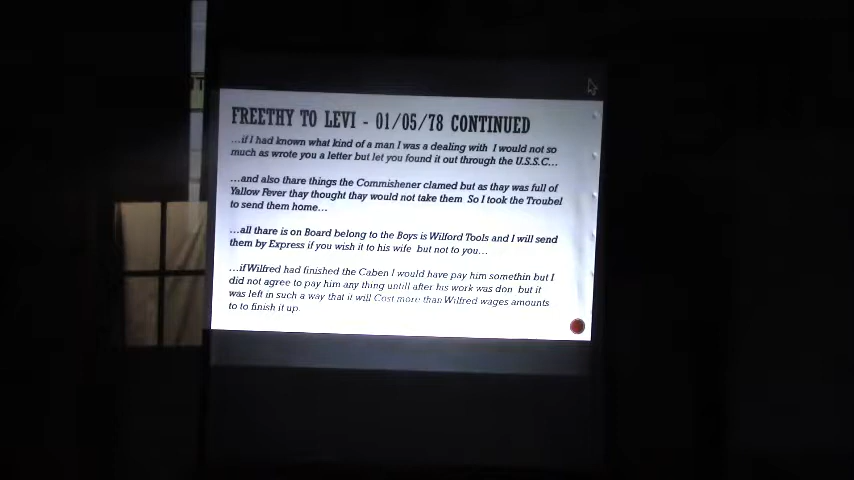 FREETHY TO LEVI - 01/05/78 CONTINUED
...if I had known what kind of a man I was a dealing with I would not so
much as wrote you a letter but let you found it out through the U.S.S.C...
...and also thare things the Commishener clamed but as thay was full of
Yallow Fever thay thought thay would not take them So I took the Troubel
to send them home...
...all thare is on Board belong to the Boys is Wilford Tools and I will send
them by Express if you wish it to his wife but not to you...
...if Wilfred had finished the Caben I would have pay him somethin but I
did not agree to pay him any thing untill after his work was don but it
was left in such a way that it will Cost more than Wilfred wages amounts
to to finish it up.